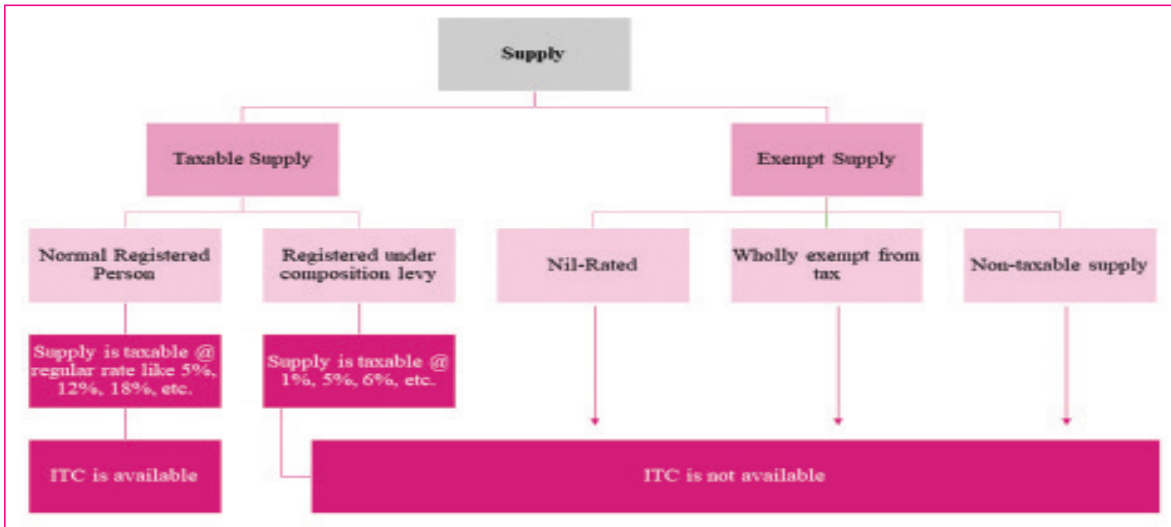 Supply
Taxable Supply
Exempt Supply
Normal Registered
Person
Registered under
composition levy
Nil-Rated
Wholly exempt from
tax
Non-taxable supply
Supply is taxable @
regular rate like 5%,
12%, 18%, etc.
Supply is taxable @
1%, 5%, 6%, etc.
ITC is available
ITC is not available